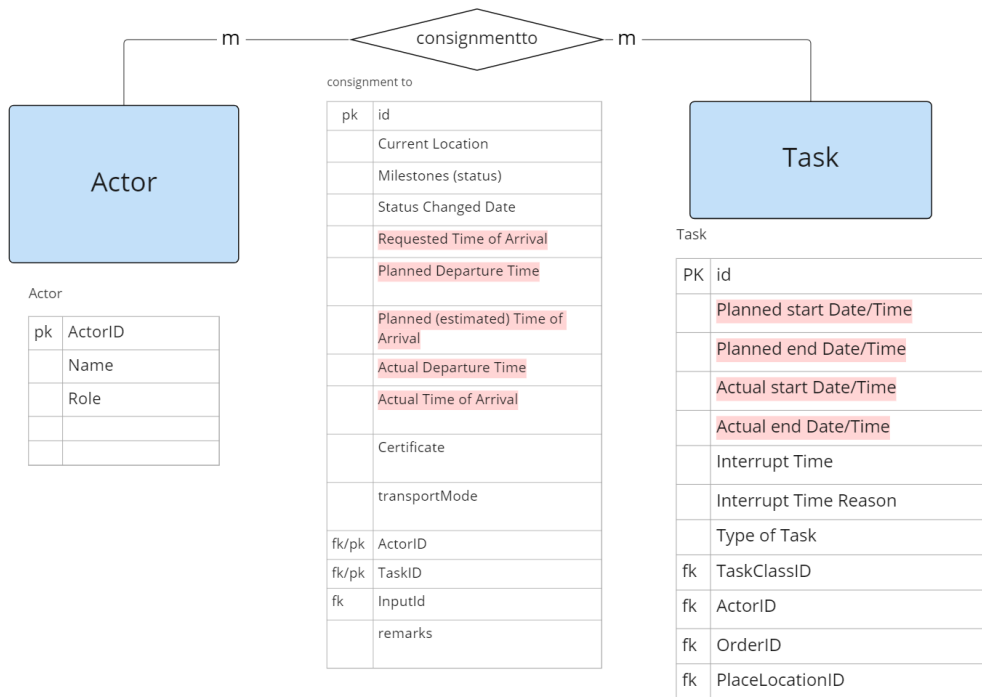 m
consignmentto
m
Actor
Actor
pk ActorID
Name
Role
consignment to
pk id
Current Location
Milestones (status)
Status Changed Date
Requested Time of Arrival
Planned Departure Time
Planned (estimated) Time of
Arrival
Actual Departure Time
Actual Time of Arrival
Certificate
transportMode
fk/pk ActorID
fk/pk TaskID
fk InputId
remarks
Task
Task
PK id
Planned start Date/Time
Planned end Date/Time
Actual start Date/Time
Actual end Date/Time
Interrupt Time
Interrupt Time Reason
Type of Task
fk TaskClassID
fk ActorID
fk OrderID
fk PlaceLocationID